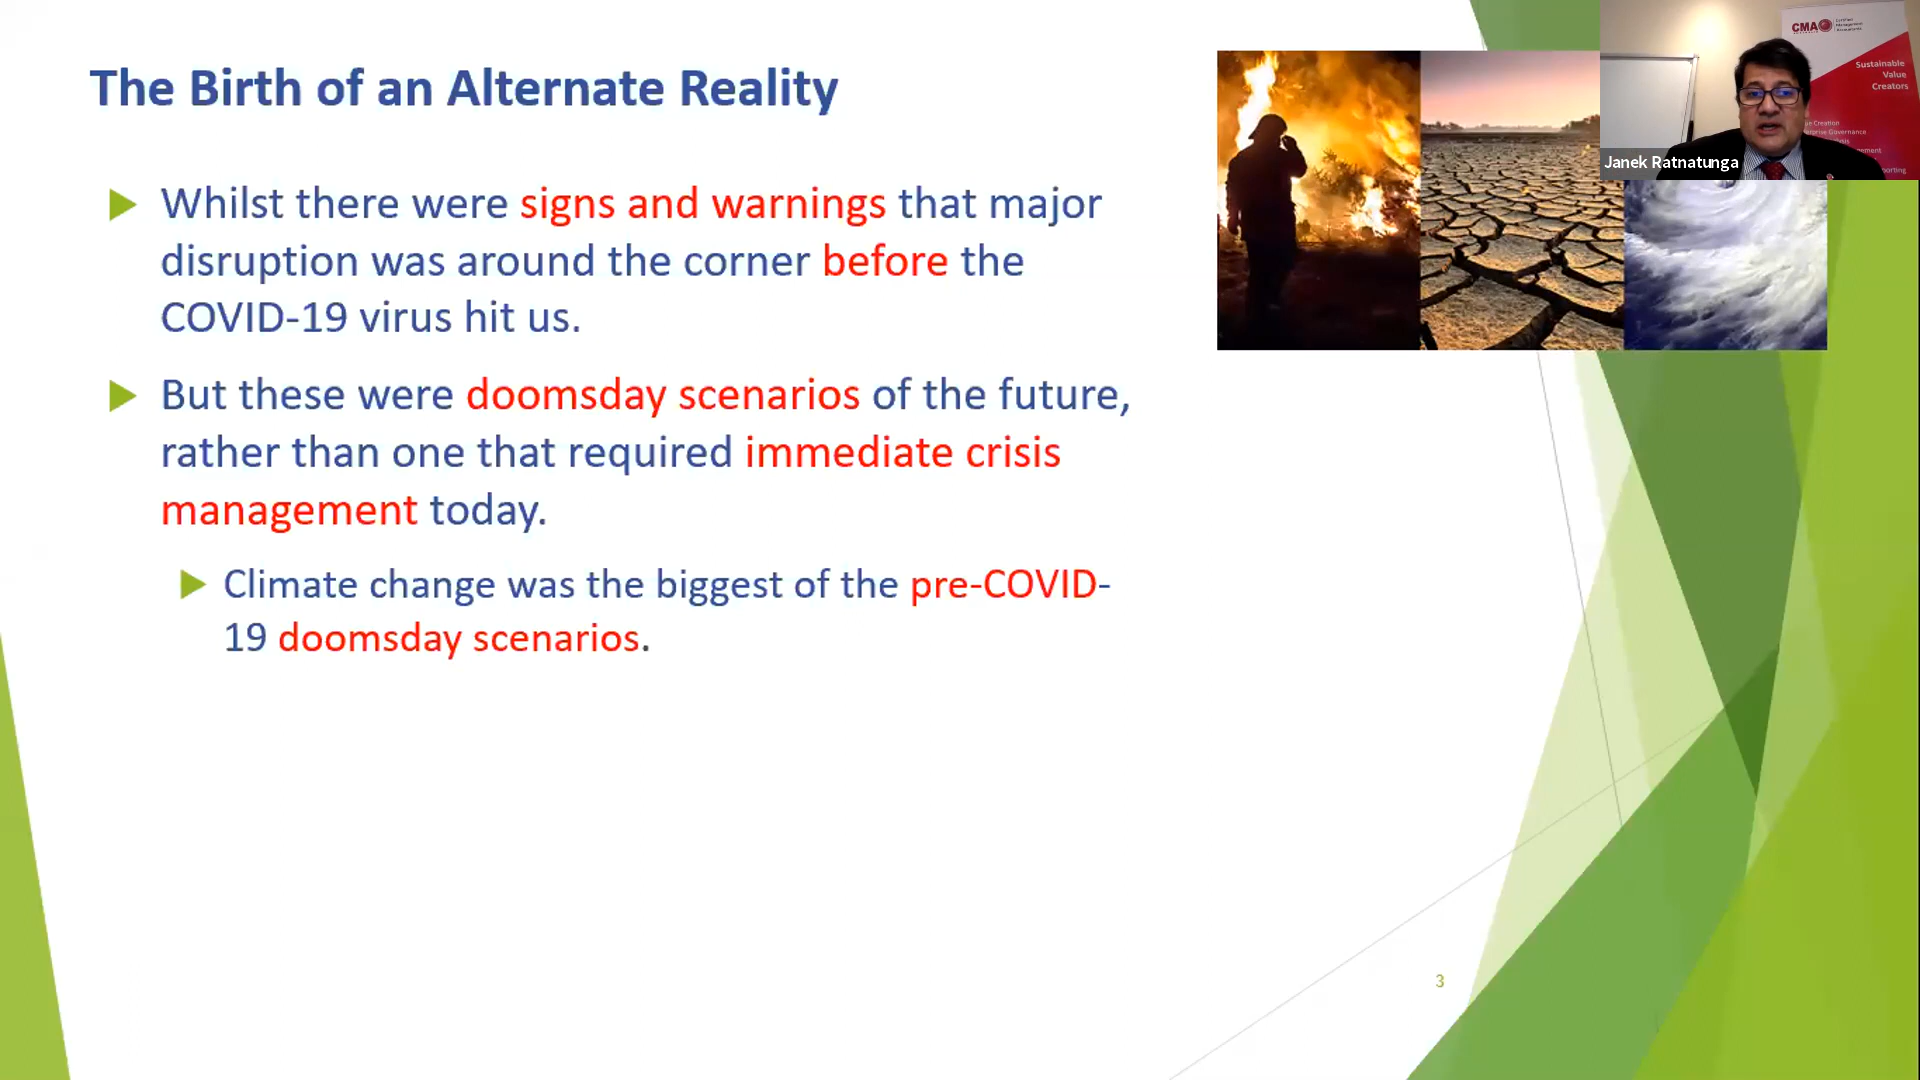 The Birth of an Alternate Reality
Whilst there were signs and warnings that major
disruption was around the corner before the
COVID-19 virus hit us.
But these were doomsday scenarios of the future,
rather than one that required immediate crisis
management today.
Climate change was the biggest of the pre-COVID-
19 doomsday scenarios.
3
CMA
Certified
Management
Accountants
Sustainable
Value
Creators
Janek Ratnatunga